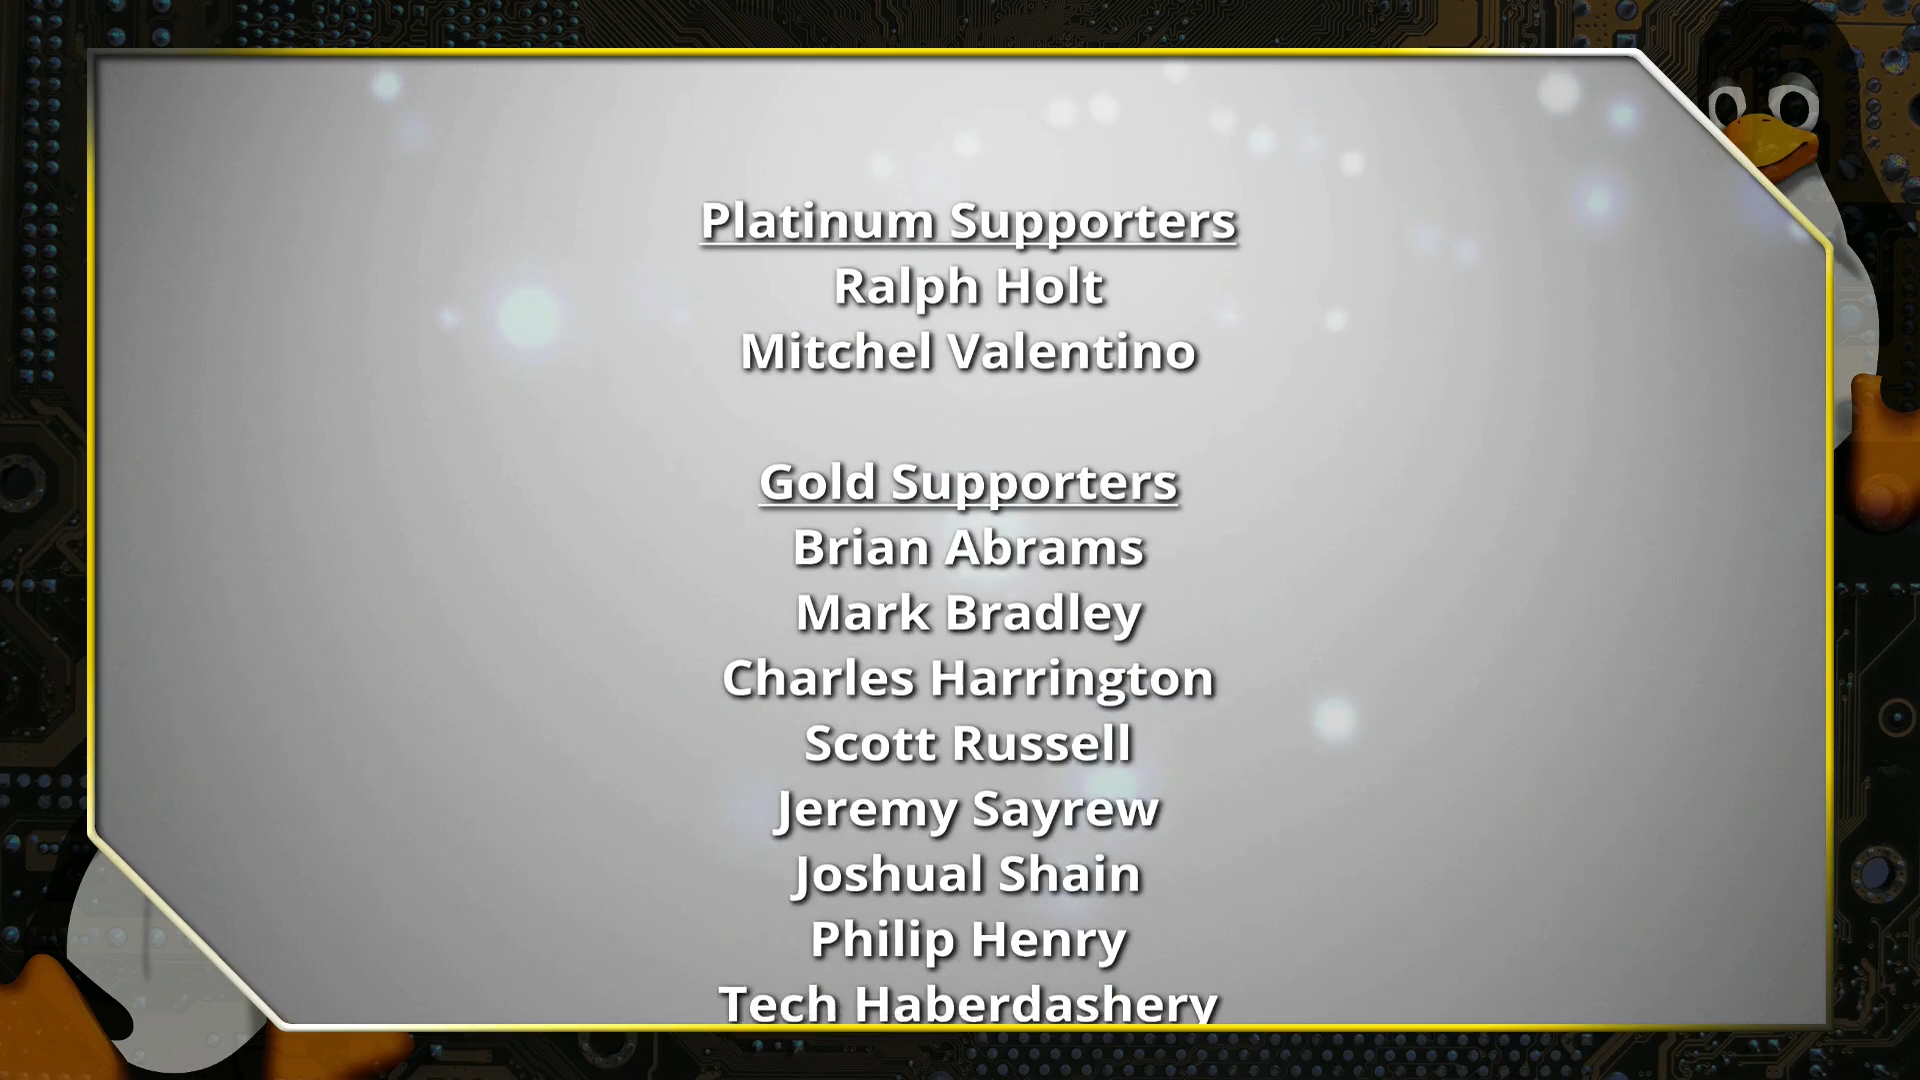 Platinum Supporters
Ralph Holt
Mitchel Valentino
Gold Supporters
Brian Abrams
Mark Bradley
Charles Harrington
Scott Russell
Jeremy Sayrew
Joshual Shain
Philip Henry
Tech Haberdashery